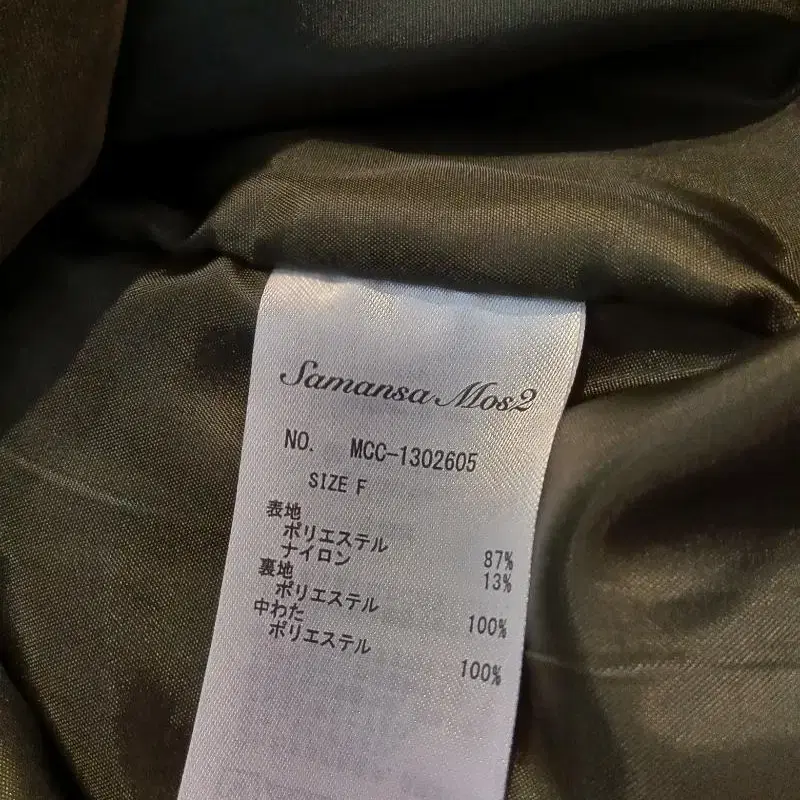 Samansa Mos2
NO. MCC-1302605
SIZE F
表地
ポリエステル 87%
ナイロン 13%
裏地
ポリエステル 100%
中わた
ポリエステル 100%